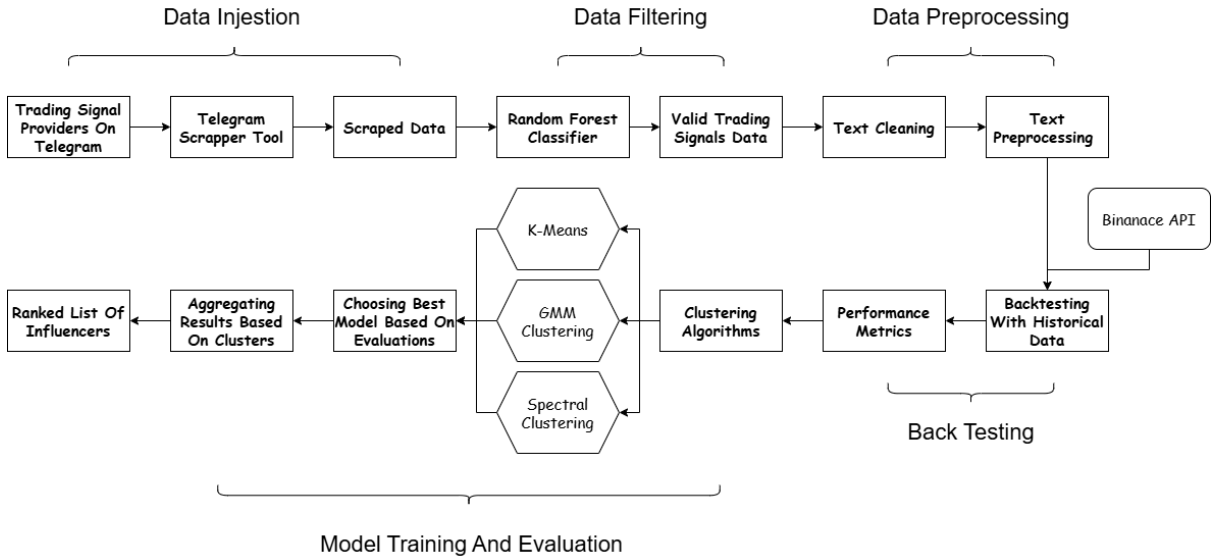 Data Injestion
Data Filtering
Data Preprocessing
Trading Signal
Providers On
Telegram
Telegram
Scrapper Tool
Scraped Data
Random Forest
Classifier
Valid Trading
Signals Data
Text Cleaning
Text
Preprocessing
Binanace API
K-Means
GMM
Clustering
Spectral
Clustering
Ranked List Of
Influencers
Aggregating
Results Based
On Clusters
Choosing Best
Model Based On
Evaluations
Clustering
Algorithms
Performance
Metrics
Backtesting
With Historical
Data
Back Testing
Model Training And Evaluation